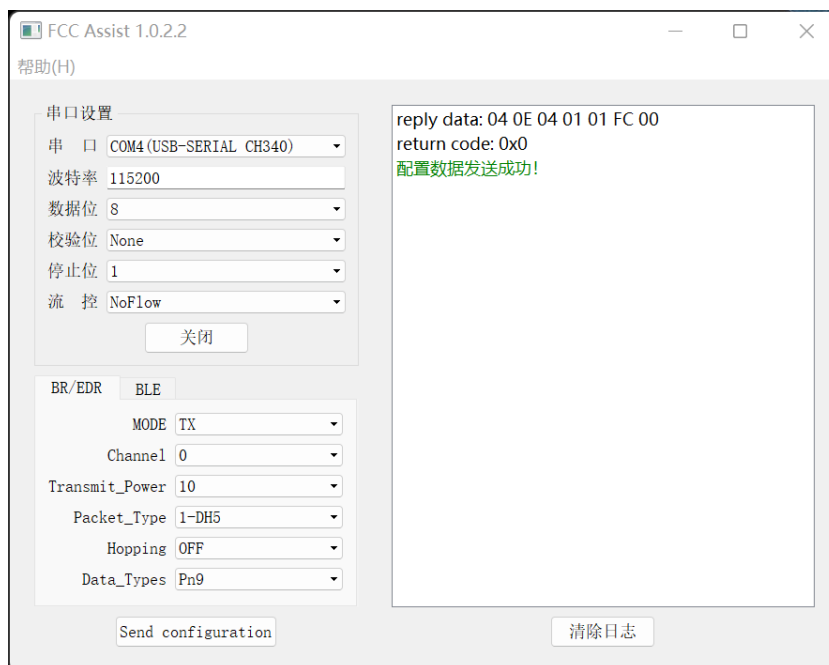 FCC Assist 1.0.2.2
帮助(H)
串口设置
串 口 COM4(USB-SERIAL CH340)
波特率 115200
数据位 8
校验位 None
停止位 1
流 控 NoFlow
关闭
BR/EDR BLE
MODE TX
Channel 0
Transmit_Power 10
Packet_Type 1-DH5
Hopping OFF
Data_Types Pn9
Send configuration
reply data: 04 0E 04 01 01 FC 00
return code: 0x0
配置数据发送成功!
清除日志